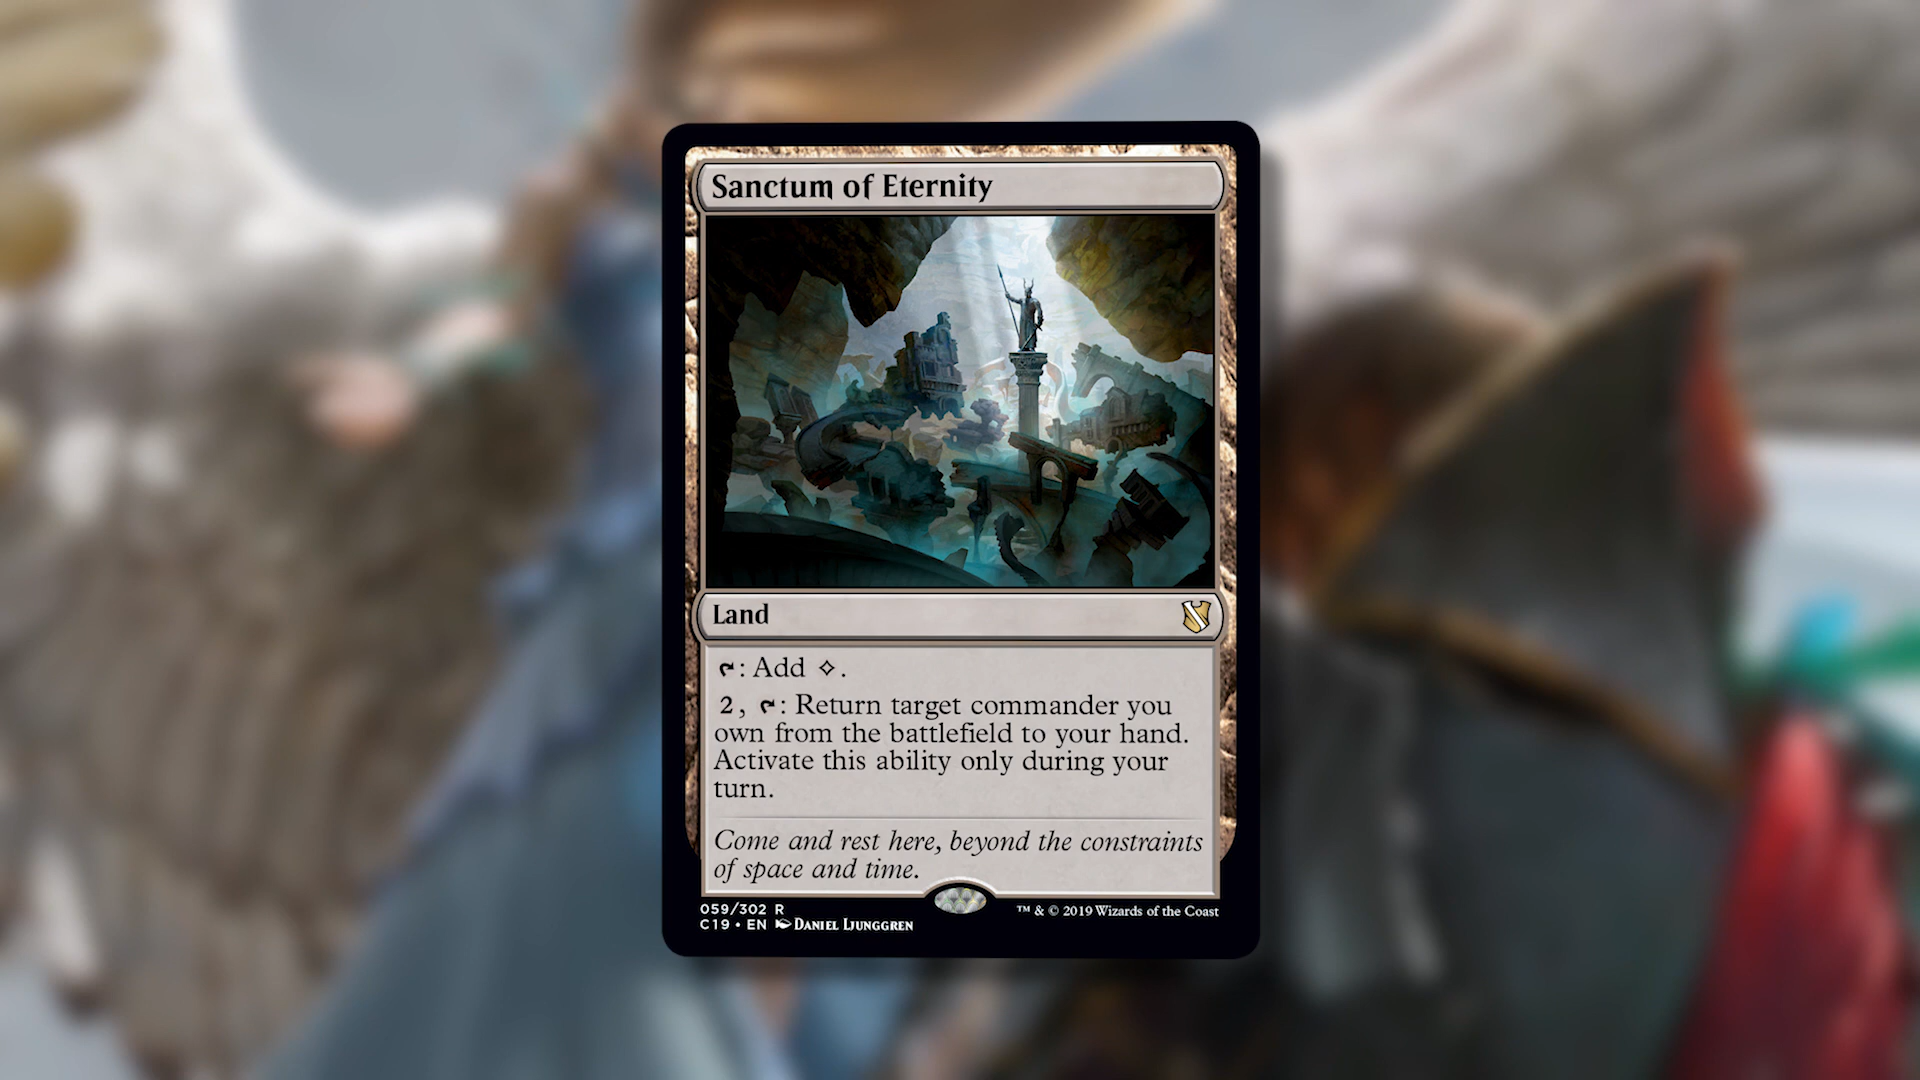 Sanctum of Eternity
Land
: Add .
2, : Return target commander you
own from the battlefield to your hand.
Activate this ability only during your
turn.
Come and rest here, beyond the constraints
of space and time.
059/302 R
C19 • EN Daniel Ljunggren
™ & © 2019 Wizards of the Coast